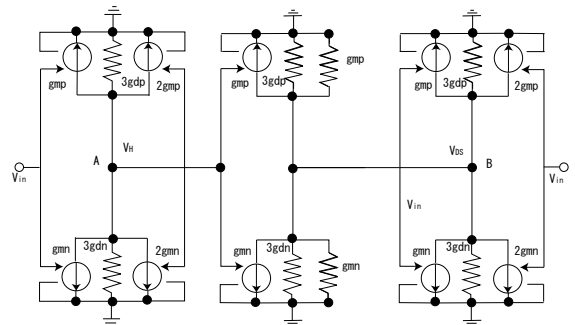 gmp 3gdp 2gmp gmp 3gdp gmp gmp 3gdp 2gmp
VH VDS
A B
Vin Vin Vin
gmn 3gdn 2gmn gmn 3gdn gmn gmn 3gdn 2gmn